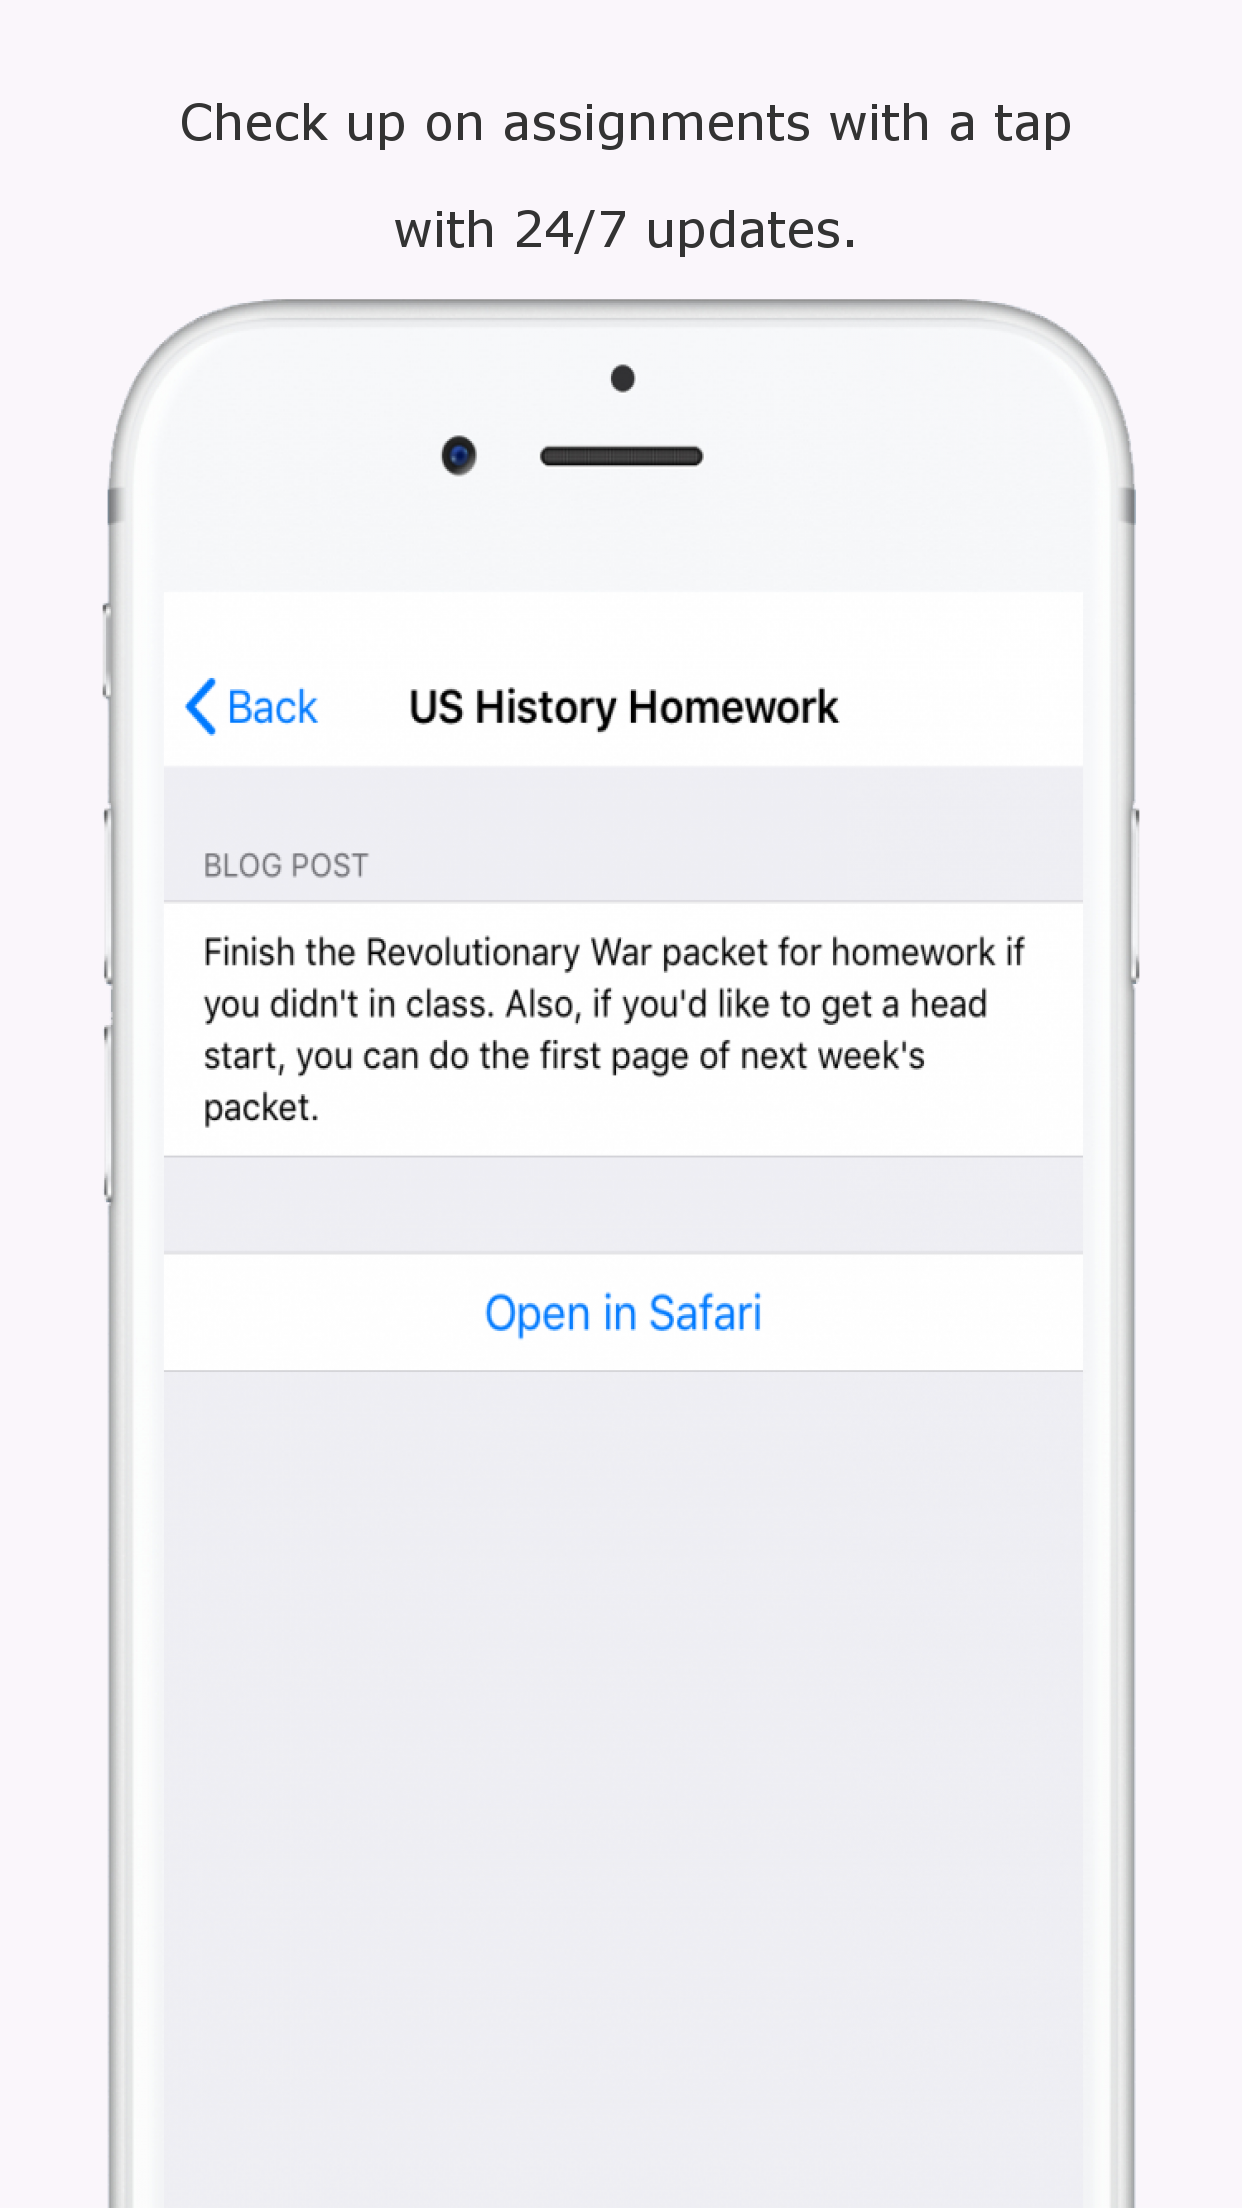 Check up on assignments with a tap
with 24/7 updates.
Back
US History Homework
BLOG POST
Finish the Revolutionary War packet for homework if
you didn't in class. Also, if you'd like to get a head
start, you can do the first page of next week's
packet.
Open in Safari